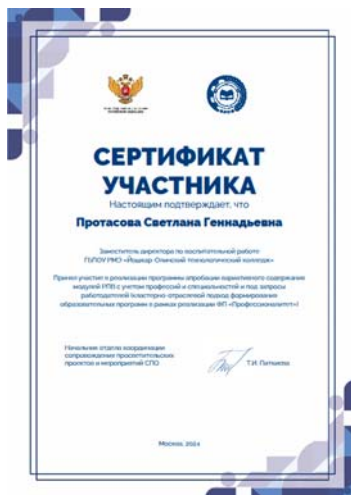 СЕРТИФИКАТ
УЧАСТНИКА
Настоящим подтверждает, что
Протасова Светлана Геннадьевна
Заместитель директора по воспитательной работе
ГБПОУ РМЭ «Йошкар-Олинский технологический колледж»
Принял участие в реализации программы апробации вариативного содержания
модулей РПВ с учетом профессий и специальностей и под запросы
работодателей (кластерно-отраслевой подход формирования
образовательных программ в рамках реализации ФП «Профессионалитет»)
Начальник отдела координации
сопровождения просветительских
проектов и мероприятий СПО
Т.И.
Москва, 2024